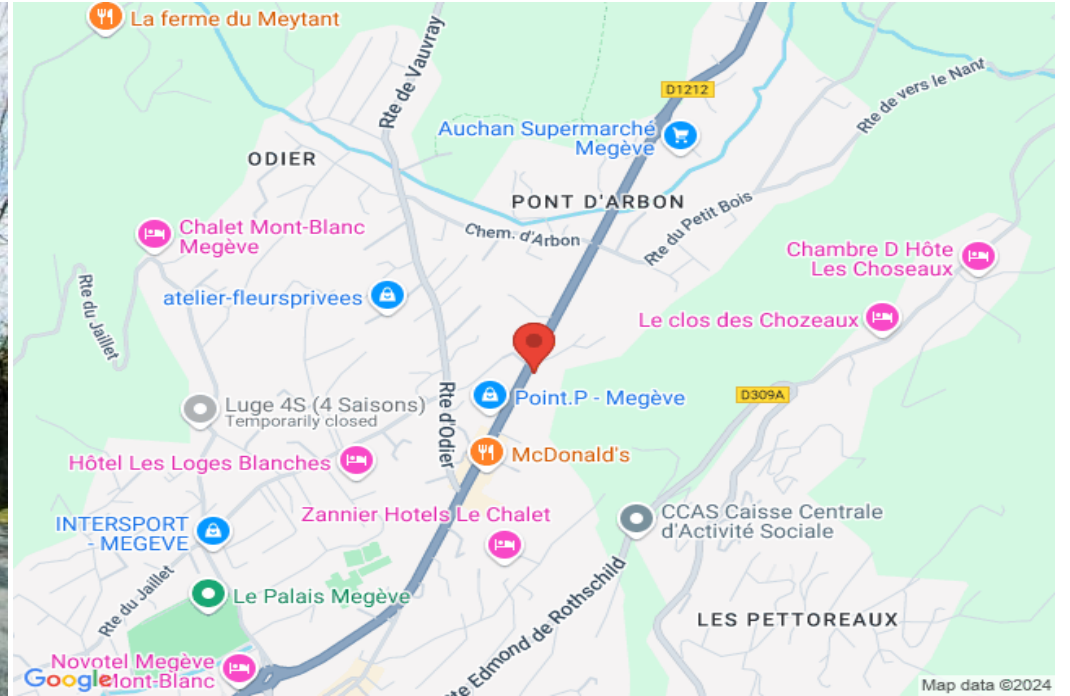 La ferme du Meytant
Rte de Vauvray
D1212
Rte de vers le Nant
Auchan Supermarché
Megève
ODIER
PONT D'ARBON
Chem. d'Arbon
Rte du Petit Bois
Chalet Mont-Blanc
Megève
Chambre D Hôte
Les Choseaux
Rte du Jaillet
atelier-fleursprivees
Le clos des Chozeaux
Point.P - Megève
D309A
Rte d'Odier
Luge 4S (4 Saisons)
Temporarily closed
McDonald's
Hôtel Les Loges Blanches
Zannier Hotels Le Chalet
CCAS Caisse Centrale
d'Activité Sociale
INTERSPORT
- MEGEVE
Rte du Jaillet
Le Palais Megève
Rte Edmond de Rothschild
LES PETTOREAUX
Novotel Megève
Mont-Blanc
Google
Map data ©2024